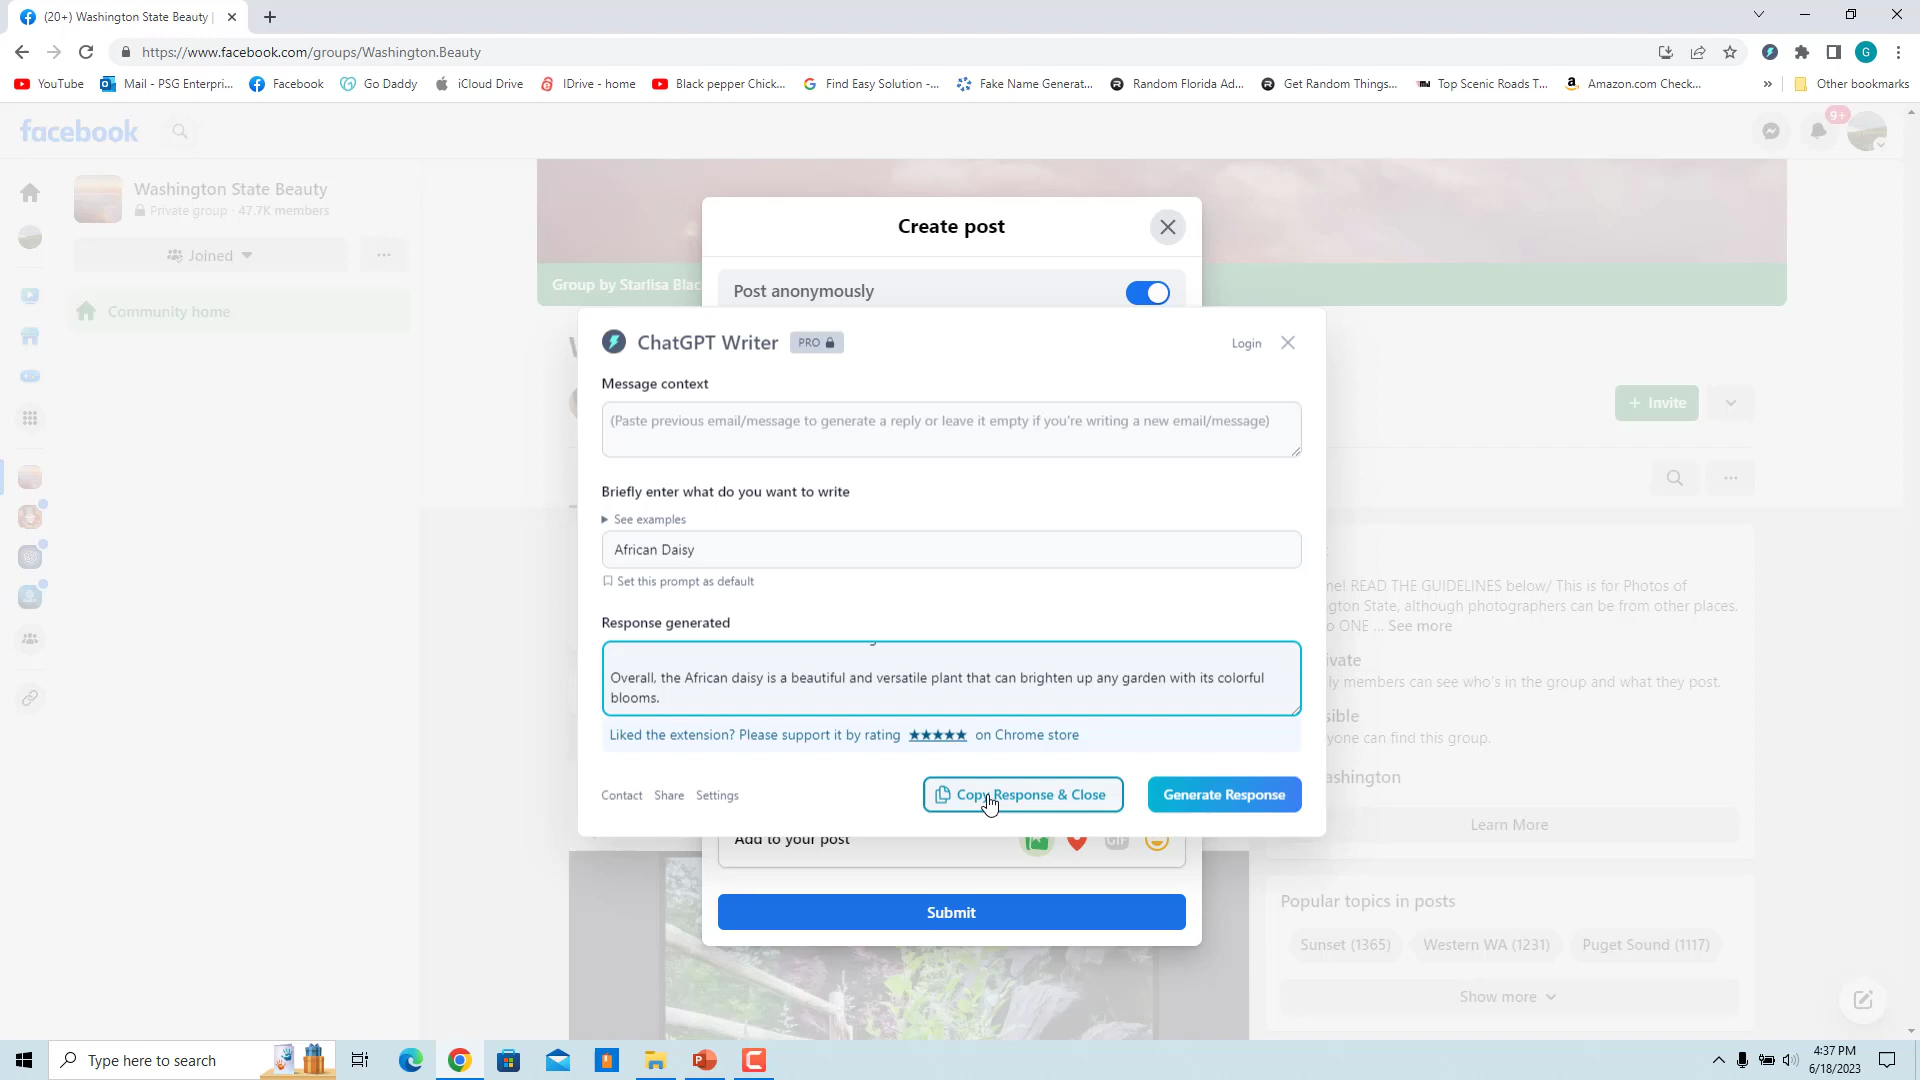 (20+) Washington State Beauty |
https://www.facebook.com/groups/Washington.Beauty
YouTube
Mail - PSG Enterpri...
Facebook
Go Daddy
iCloud Drive
IDrive - home
Black pepper Chick...
Find Easy Solution -...
Fake Name Generat...
Random Florida Ad...
Get Random Things...
Top Scenic Roads T...
Amazon.com Check...
»
Other bookmarks
G
facebook
9+
Washington State Beauty
Private group · 47.7K members
Joined
Community home
Group by Starlisa Blac
Create post
Post anonymously
ChatGPT Writer
PRO
Login
Message context
(Paste previous email/message to generate a reply or leave it empty if you're writing a new email/message)
Briefly enter what do you want to write
See examples
African Daisy
Set this prompt as default
Response generated
Overall, the African daisy is a beautiful and versatile plant that can brighten up any garden with its colorful
blooms.
Liked the extension? Please support it by rating ★★★★★ on Chrome store
Contact
Share
Settings
Copy Response & Close
Generate Response
Add to your post
GIF
Submit
+ Invite
ne! READ THE GUIDELINES below/ This is for Photos of
gton State, although photographers can be from other places.
o ONE ... See more
ivate
ly members can see who's in the group and what they post.
sible
yone can find this group.
ashington
Learn More
Popular topics in posts
Sunset (1365)
Western WA (1231)
Puget Sound (1117)
Show more
Type here to search
4:37 PM
6/18/2023